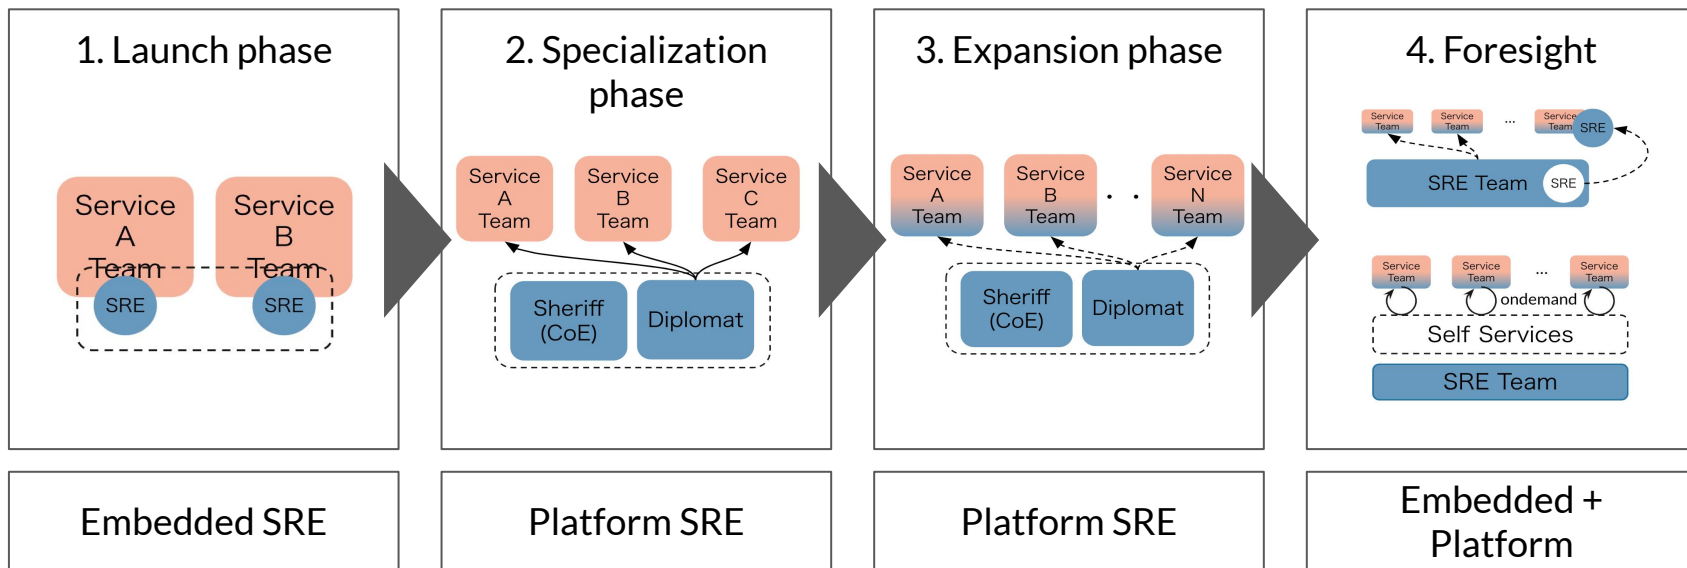 1. Launch phase
Service
A
Team
SRE
Service
B
Team
SRE
Embedded SRE
2. Specialization
phase
Service
A
Team
Service
B
Team
Service
C
Team
Sheriff
(CoE)
Diplomat
Platform SRE
3. Expansion phase
Service
A
Team
Service
B
Team
· ·
Service
N
Team
Sheriff
(CoE)
Diplomat
Platform SRE
4. Foresight
Service
Team
Service
Team
...
Service
Team
SRE
SRE Team
SRE
Service
Team
Service
Team
...
Service
Team
ondemand
Self Services
SRE Team
Embedded +
Platform